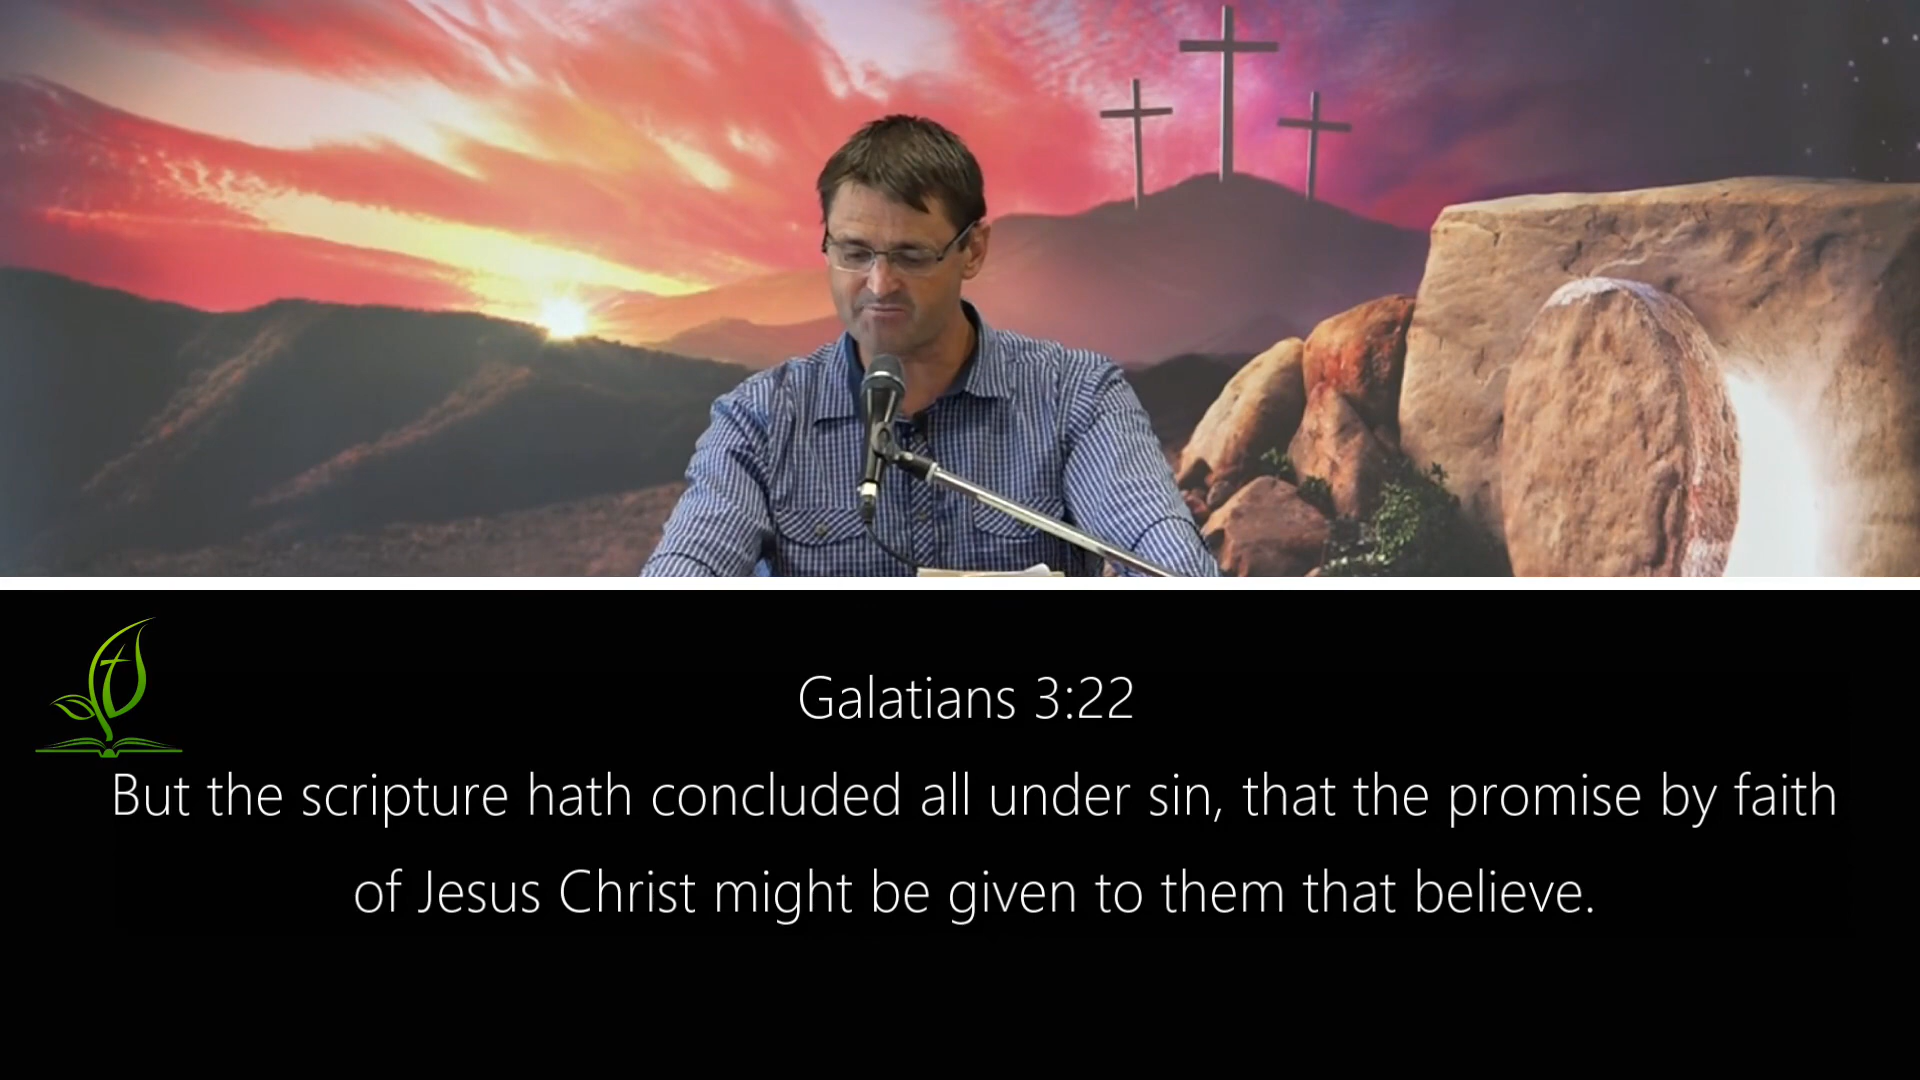 Galatians 3:22
But the scripture hath concluded all under sin, that the promise by faith
of Jesus Christ might be given to them that believe.